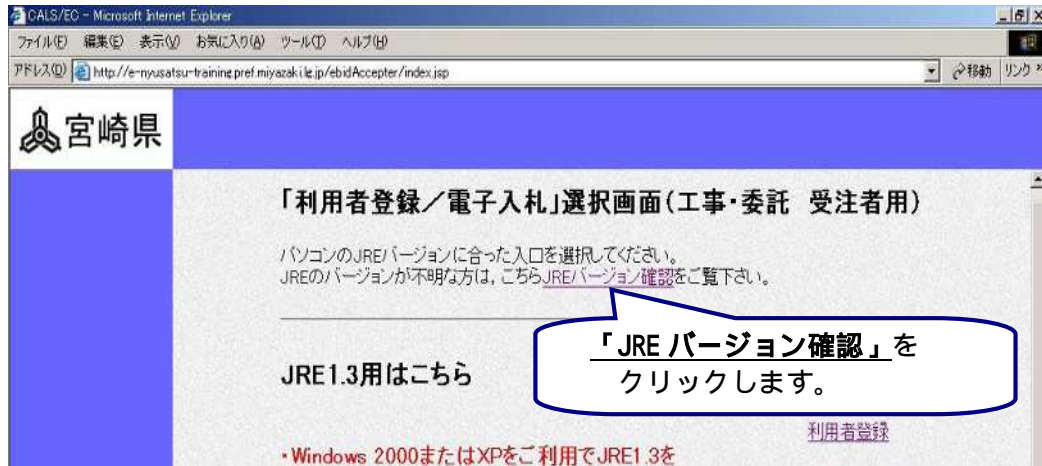 CALS/EC - Microsoft Internet Explorer
ファイル(F) 編集(E) 表示(V) お気に入り(A) ツール(T) ヘルプ(H)
アドレス(D) http://e-nyusatsu-training.pref.miyazaki.lg.jp/ebidAccepter/index.jsp 移動 リンク »
宮崎県
「利用者登録／電子入札」選択画面（工事・委託 受注者用）
パソコンのJREバージョンに合った入口を選択してください。
JREのバージョンが不明な方は，こちらJREバージョン確認をご覧下さい。
「JRE バージョン確認」を
クリックします。
JRE1.3用はこちら
利用者登録
・Windows 2000またはXPをご利用でJRE1.3を